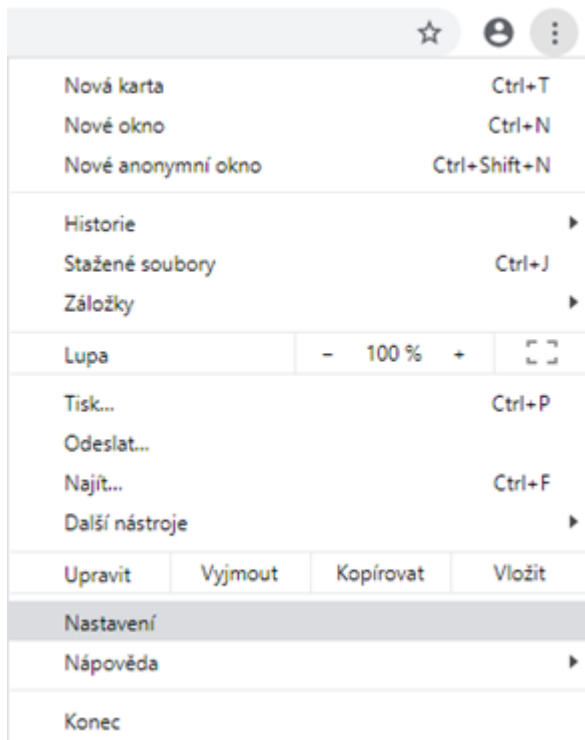 Nová karta Ctrl+T
Nové okno Ctrl+N
Nové anonymní okno Ctrl+Shift+N
Historie
Stažené soubory Ctrl+J
Záložky
Lupa - 100 % +
Tisk... Ctrl+P
Odeslat...
Najít... Ctrl+F
Další nástroje
Upravit Vyjmout Kopírovat Vložit
Nastavení
Nápověda
Konec